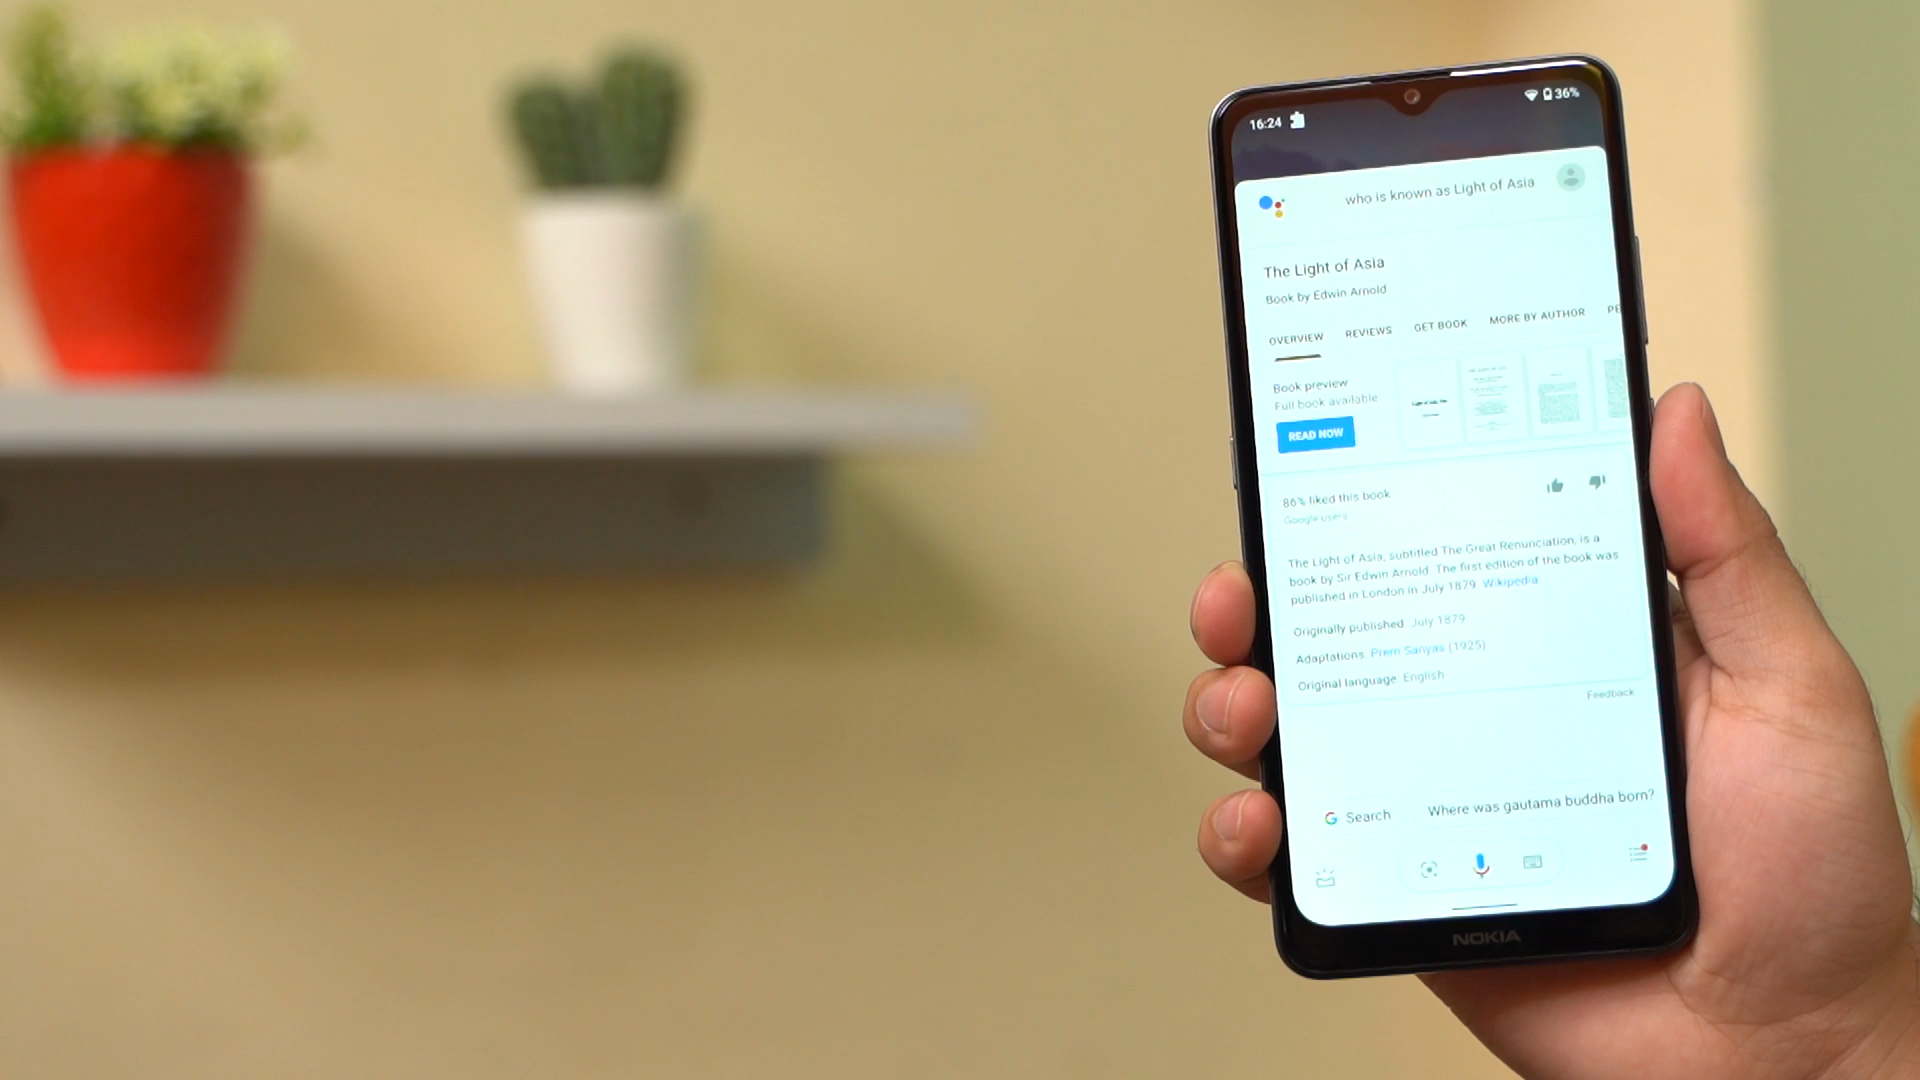 16:24
36%
who is known as Light of Asia
The Light of Asia
Book by Edwin Arnold
OVERVIEW REVIEWS GET BOOK MORE BY AUTHOR PE
Book preview
Full book available
READ NOW
86% liked this book
Google users
The Light of Asia, subtitled The Great Renunciation, is a
book by Sir Edwin Arnold. The first edition of the book was
published in London in July 1879. Wikipedia
Originally published: July 1879
Adaptations: Prem Sanyas (1925)
Original language: English
Feedback
G Search Where was gautama buddha born?
NOKIA